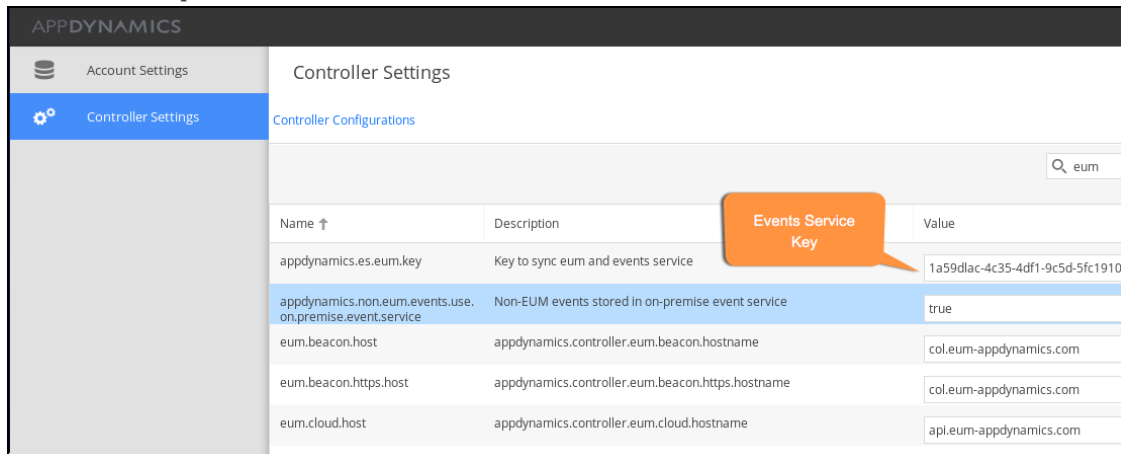 APPDYNAMICS
Account Settings
Controller Settings
Controller Settings
Controller Configurations
eum
Name
Description
Events Service
Key
Value
appdynamics.es.eum.key
Key to sync eum and events service
1a59dlac-4c35-4df1-9c5d-5fc1910
appdynamics.non.eum.events.use.
on.premise.event.service
Non-EUM events stored in on-premise event service
true
eum.beacon.host
appdynamics.controller.eum.beacon.hostname
col.eum-appdynamics.com
eum.beacon.https.host
appdynamics.controller.eum.beacon.https.hostname
col.eum-appdynamics.com
eum.cloud.host
appdynamics.controller.eum.cloud.hostname
api.eum-appdynamics.com